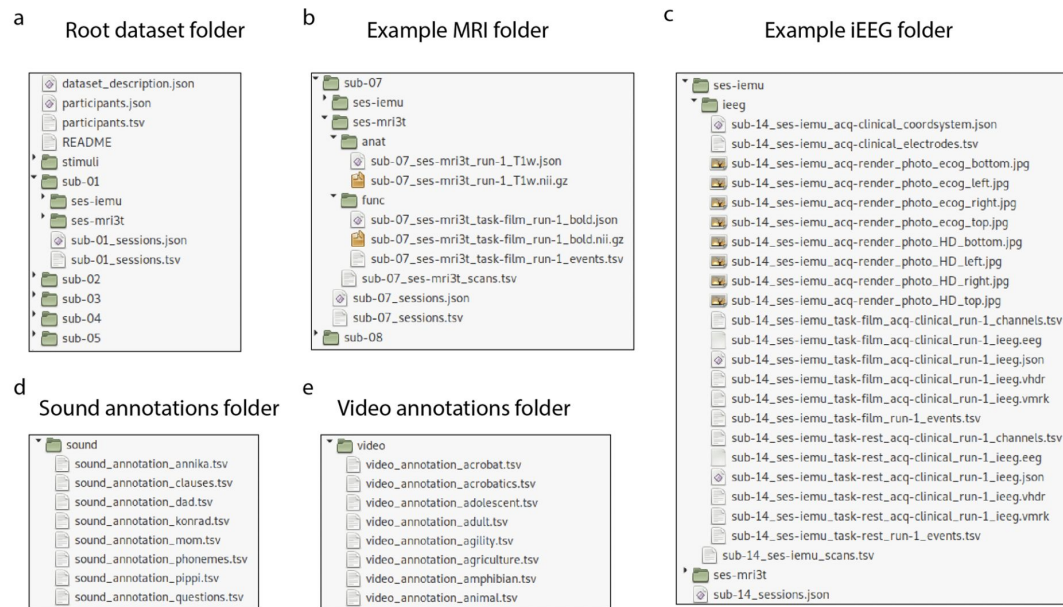 a
Root dataset folder
dataset_description.json
participants.json
participants.tsv
README
stimuli
sub-01
ses-iemu
ses-mri3t
sub-01_sessions.json
sub-01_sessions.tsv
sub-02
sub-03
sub-04
sub-05
b
Example MRI folder
sub-07
ses-iemu
ses-mri3t
anat
sub-07_ses-mri3t_run-1_T1w.json
sub-07_ses-mri3t_run-1_T1w.nii.gz
func
sub-07_ses-mri3t_task-film_run-1_bold.json
sub-07_ses-mri3t_task-film_run-1_bold.nii.gz
sub-07_ses-mri3t_task-film_run-1_events.tsv
sub-07_ses-mri3t_scans.tsv
sub-07_sessions.json
sub-07_sessions.tsv
sub-08
c
Example iEEG folder
ses-iemu
ieeg
sub-14_ses-iemu_acq-clinical_coordsystem.json
sub-14_ses-iemu_acq-clinical_electrodes.tsv
sub-14_ses-iemu_acq-render_photo_ecog_bottom.jpg
sub-14_ses-iemu_acq-render_photo_ecog_left.jpg
sub-14_ses-iemu_acq-render_photo_ecog_right.jpg
sub-14_ses-iemu_acq-render_photo_ecog_top.jpg
sub-14_ses-iemu_acq-render_photo_HD_bottom.jpg
sub-14_ses-iemu_acq-render_photo_HD_left.jpg
sub-14_ses-iemu_acq-render_photo_HD_right.jpg
sub-14_ses-iemu_acq-render_photo_HD_top.jpg
sub-14_ses-iemu_task-film_acq-clinical_run-1_channels.tsv
sub-14_ses-iemu_task-film_acq-clinical_run-1_ieeg.eeg
sub-14_ses-iemu_task-film_acq-clinical_run-1_ieeg.json
sub-14_ses-iemu_task-film_acq-clinical_run-1_ieeg.vhdr
sub-14_ses-iemu_task-film_acq-clinical_run-1_ieeg.vmrk
sub-14_ses-iemu_task-film_run-1_events.tsv
sub-14_ses-iemu_task-rest_acq-clinical_run-1_channels.tsv
sub-14_ses-iemu_task-rest_acq-clinical_run-1_ieeg.eeg
sub-14_ses-iemu_task-rest_acq-clinical_run-1_ieeg.json
sub-14_ses-iemu_task-rest_acq-clinical_run-1_ieeg.vhdr
sub-14_ses-iemu_task-rest_acq-clinical_run-1_ieeg.vmrk
sub-14_ses-iemu_task-rest_run-1_events.tsv
sub-14_ses-iemu_scans.tsv
ses-mri3t
sub-14_sessions.json
d
Sound annotations folder
sound
sound_annotation_annika.tsv
sound_annotation_clauses.tsv
sound_annotation_dad.tsv
sound_annotation_konrad.tsv
sound_annotation_mom.tsv
sound_annotation_phonemes.tsv
sound_annotation_pippi.tsv
sound_annotation_questions.tsv
e
Video annotations folder
video
video_annotation_acrobat.tsv
video_annotation_acrobatics.tsv
video_annotation_adolescent.tsv
video_annotation_adult.tsv
video_annotation_agility.tsv
video_annotation_agriculture.tsv
video_annotation_amphibian.tsv
video_annotation_animal.tsv